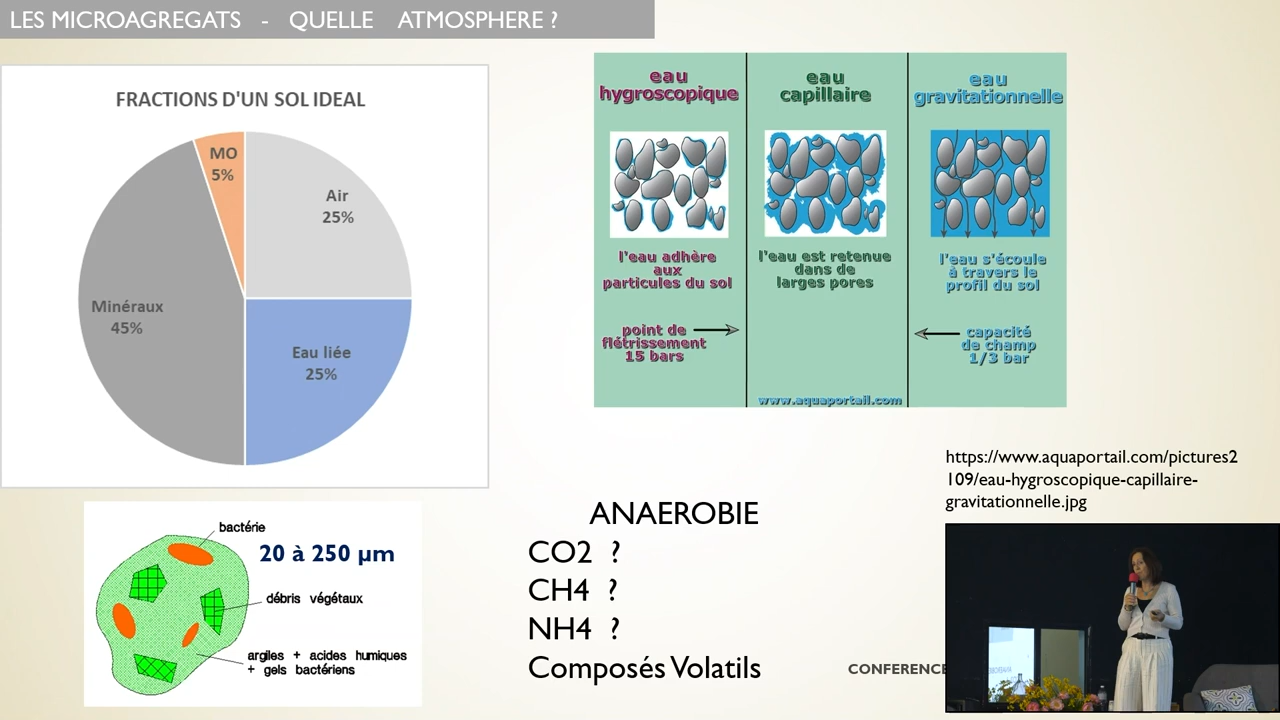 LES MICROAGREGATS - QUELLE ATMOSPHERE ?
FRACTIONS D'UN SOL IDEAL
MO
5%
Air
25%
Minéraux
45%
Eau liée
25%
eau
hygroscopique
eau
capillaire
eau
gravitationnelle
l'eau adhère
aux
particules du sol
l'eau est retenue
dans de
larges pores
l'eau s'écoule
à travers le
profil du sol
point de
flétrissement
15 bars
capacité
de champ
1/3 bar
www.aquaportail.com
https://www.aquaportail.com/pictures2
109/eau-hygroscopique-capillaire-
gravitationnelle.jpg
bactérie
20 à 250 µm
débris végétaux
argiles + acides humiques
+ gels bactériens
ANAEROBIE
CO2 ?
CH4 ?
NH4 ?
Composés Volatils
CONFERENCE